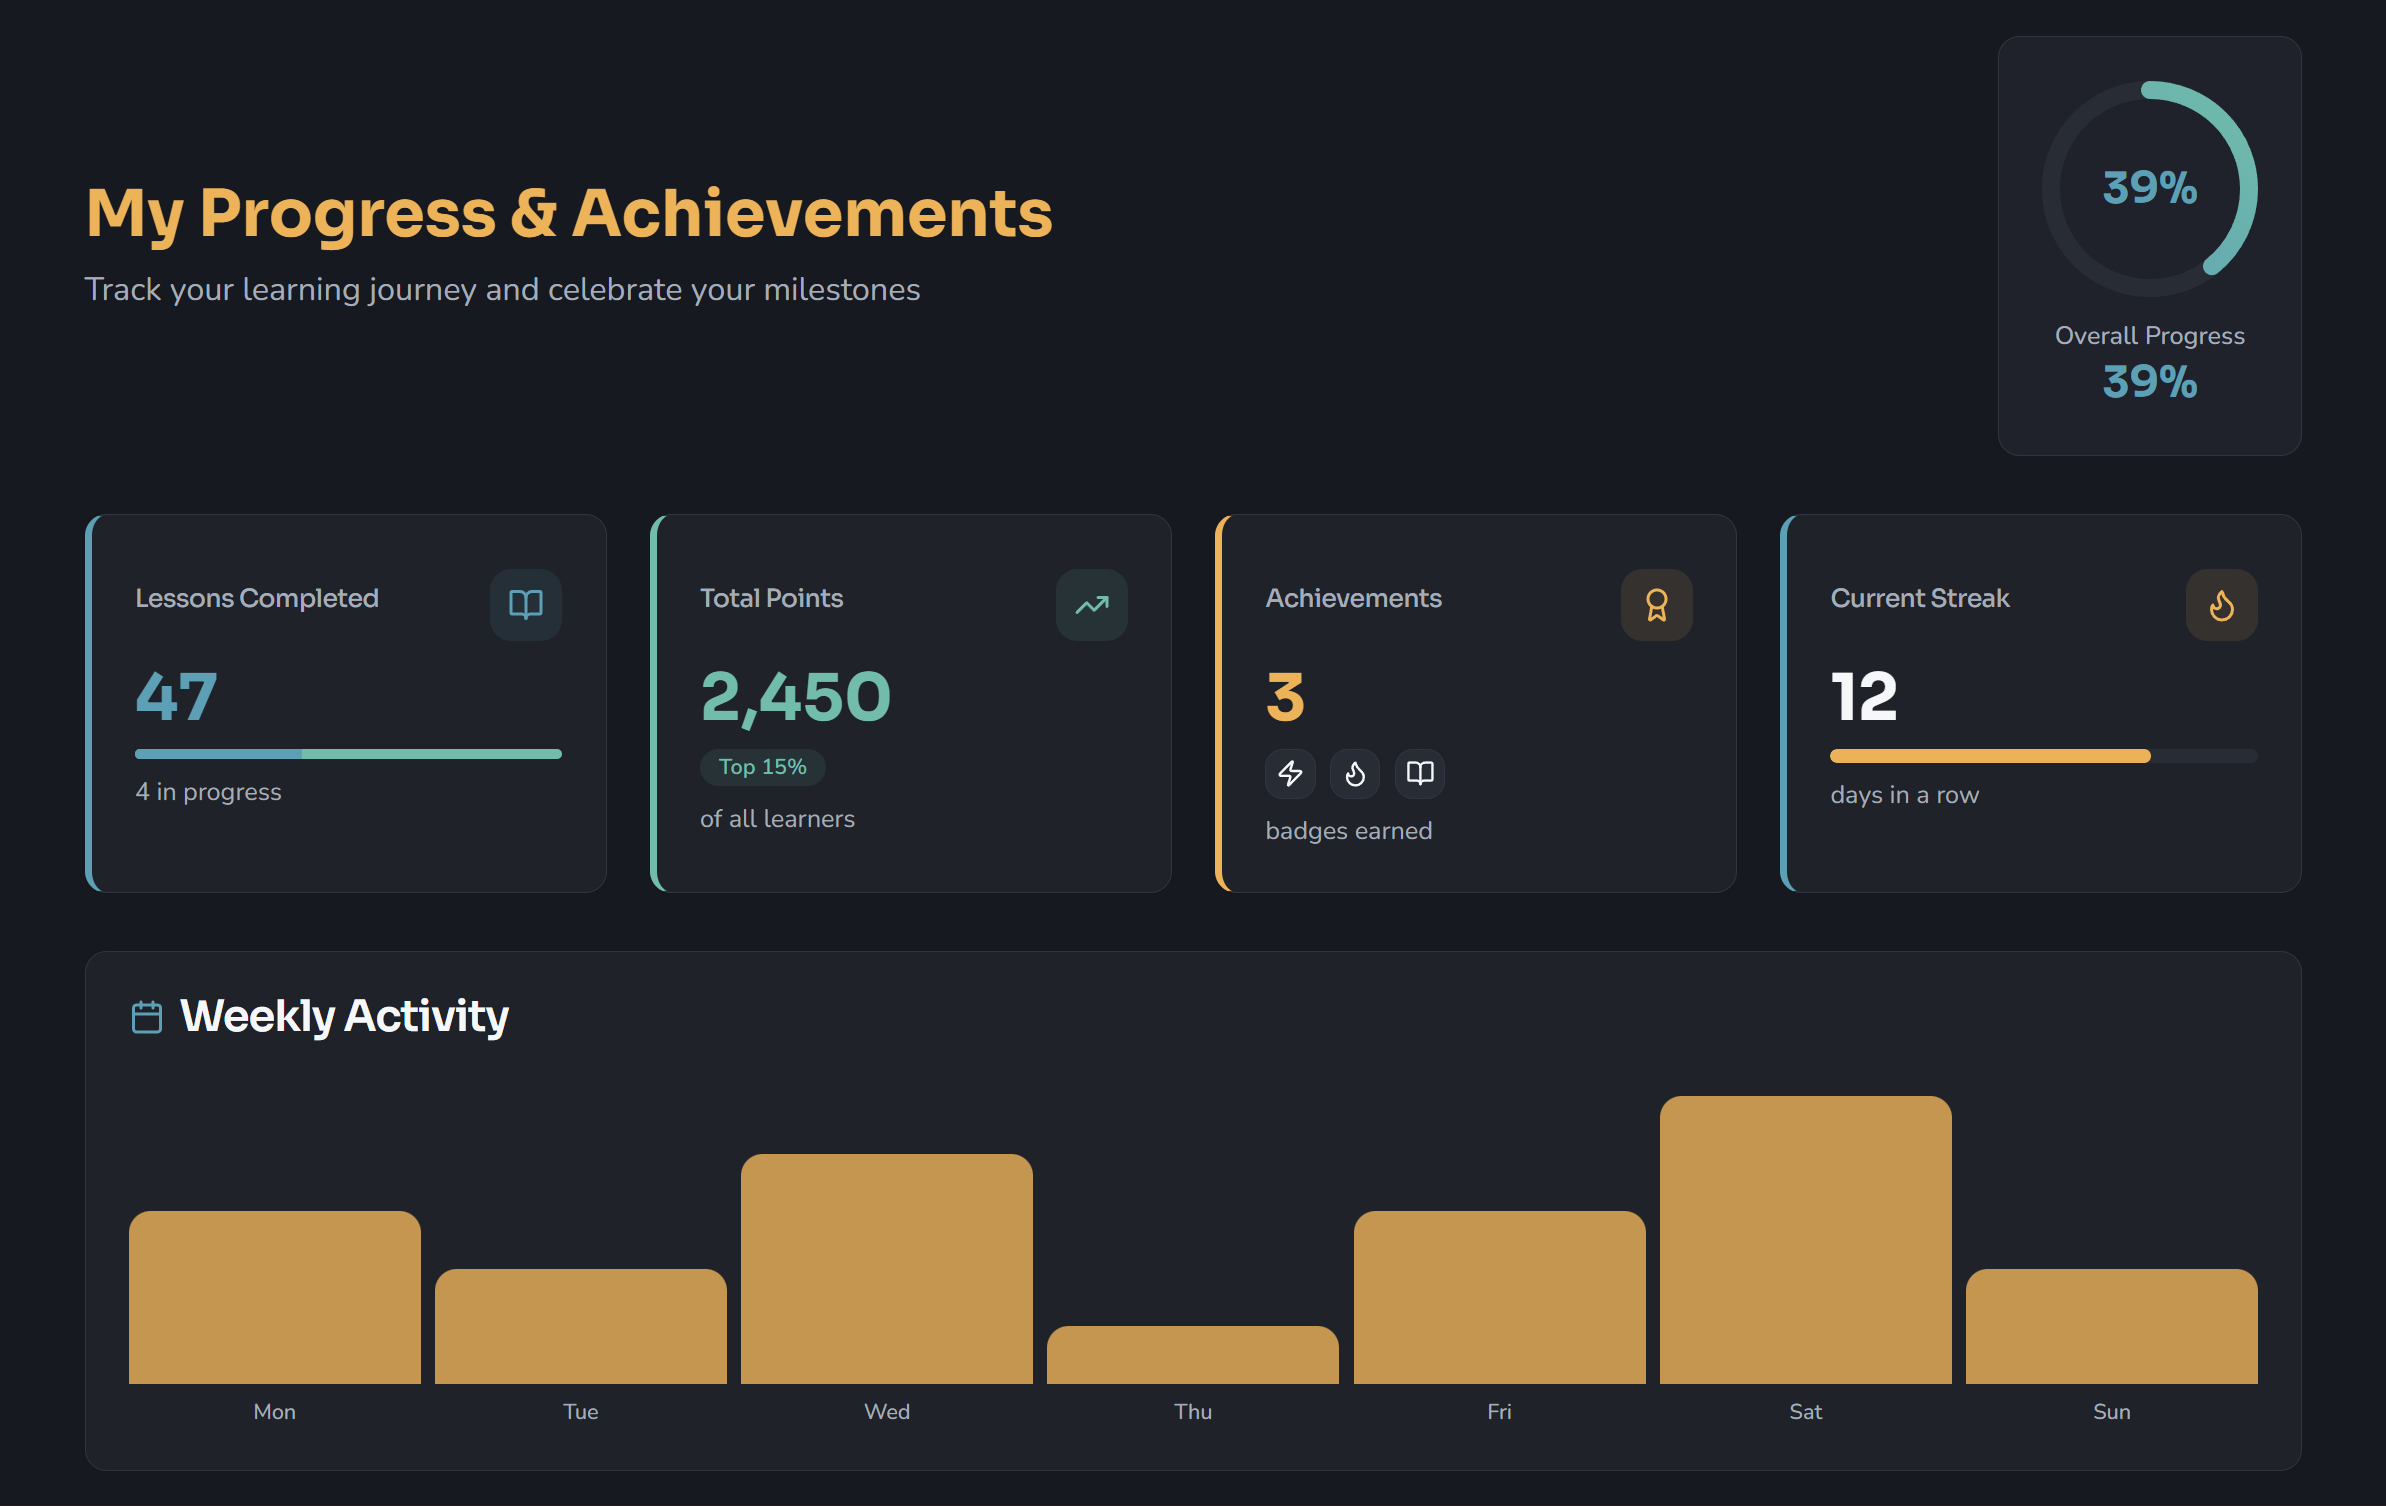 My Progress & Achievements
Track your learning journey and celebrate your milestones
39%
Overall Progress
39%
Lessons Completed
47
4 in progress
Total Points
2,450
Top 15%
of all learners
Achievements
3
badges earned
Current Streak
12
days in a row
Weekly Activity
Mon Tue Wed Thu Fri Sat Sun